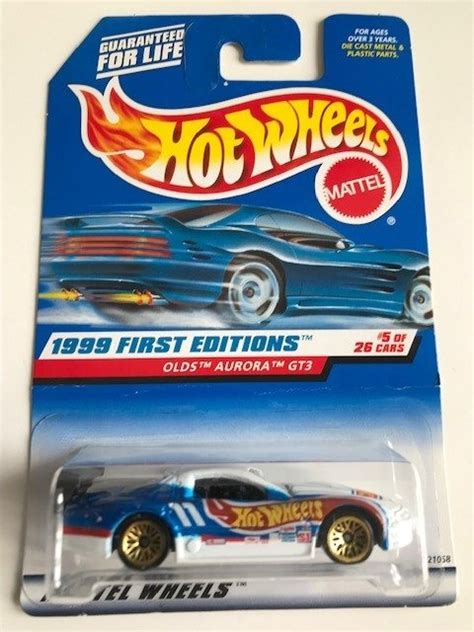 GUARANTEED
FOR LIFE
FOR AGES
OVER 3 YEARS.
DIE CAST METAL &
PLASTIC PARTS.
HOT WHEELS
MATTEL
®
1999 FIRST EDITIONS™
#5 OF
26 CARS
OLDS™ AURORA™ GT3
11
HOT WHEELS
21058
TEL WHEELS™